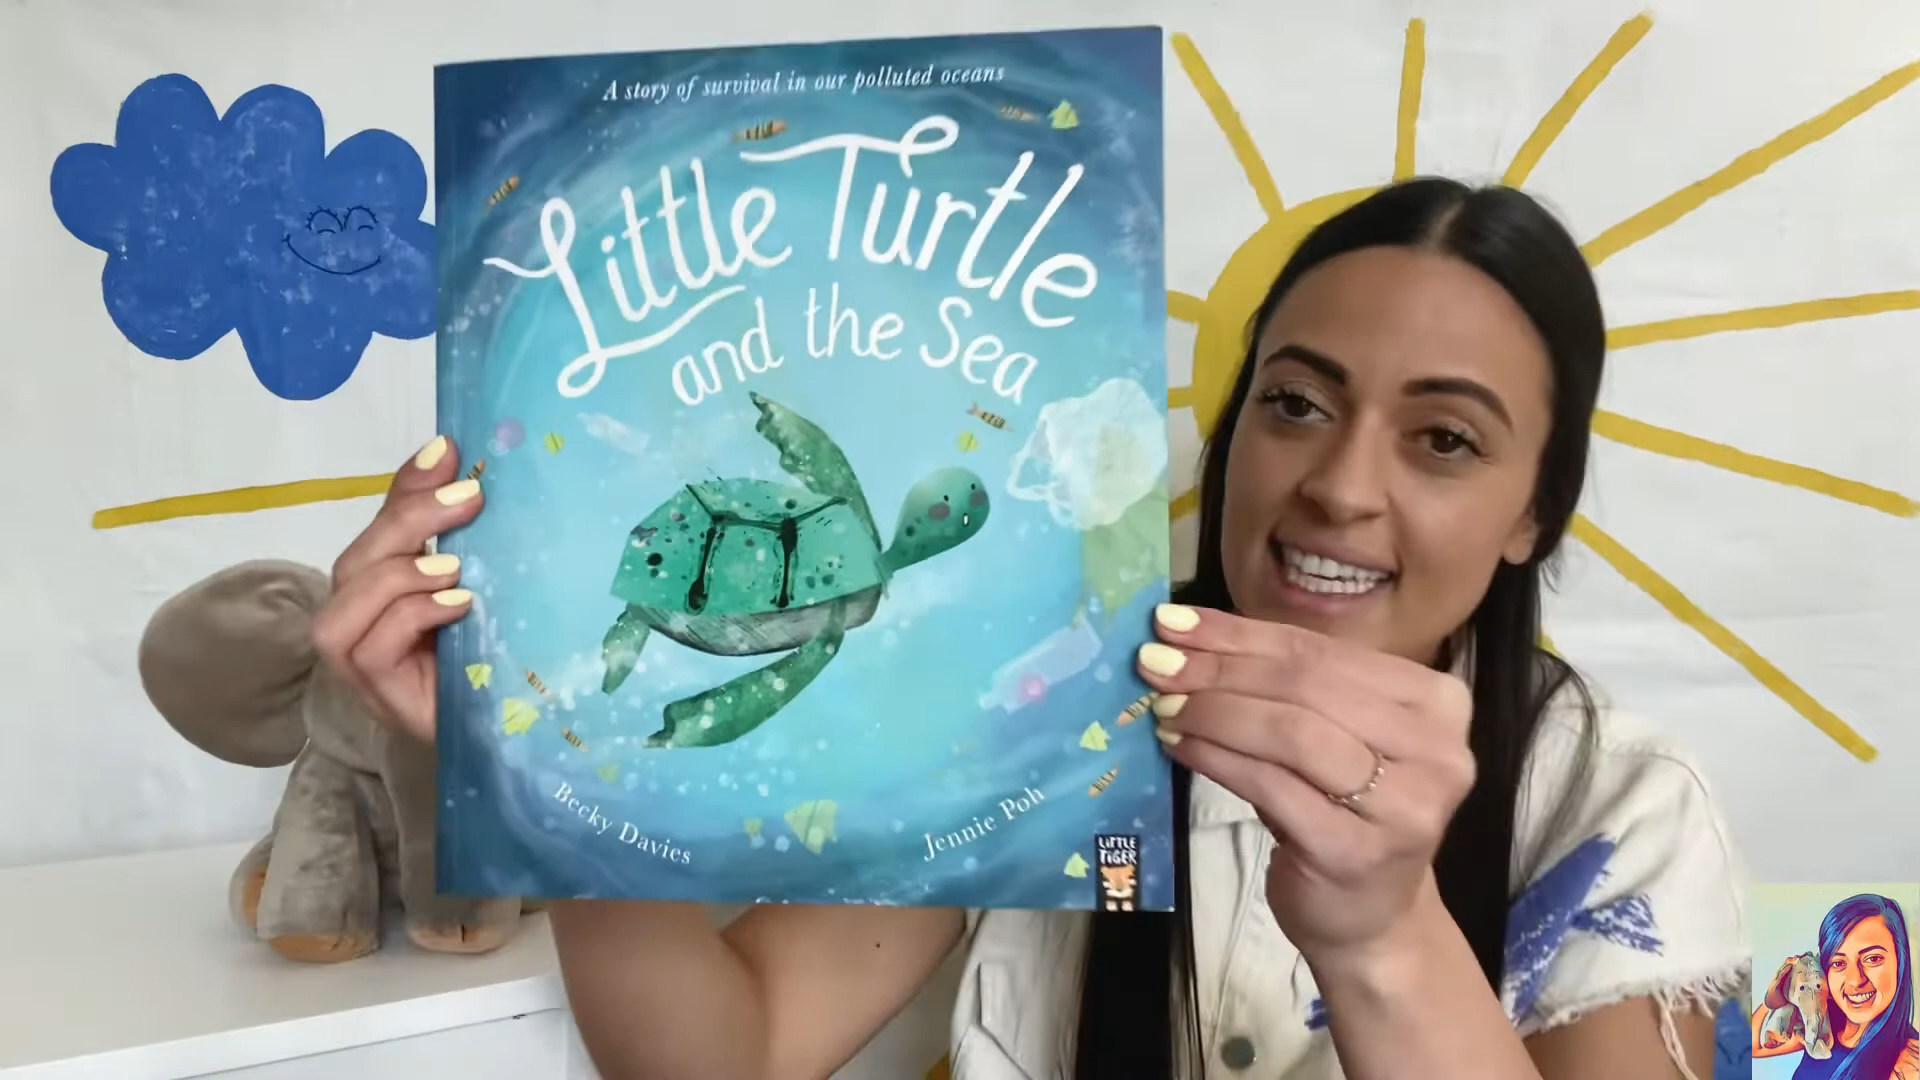 A story of survival in our polluted oceans
Little Turtle
and the Sea
Becky Davies
Jennie Poh
LITTLE
TIGER